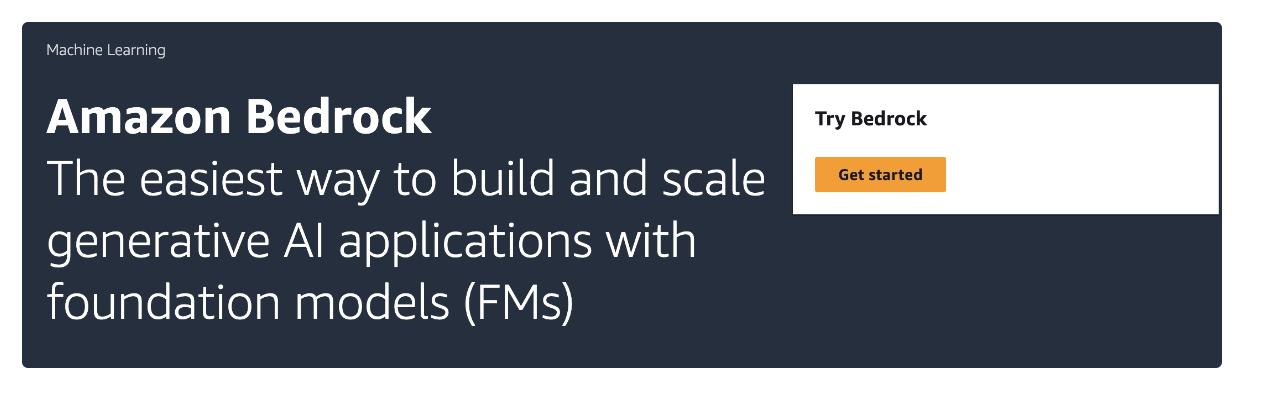 Machine Learning
Amazon Bedrock
The easiest way to build and scale
generative AI applications with
foundation models (FMs)
Try Bedrock
Get started